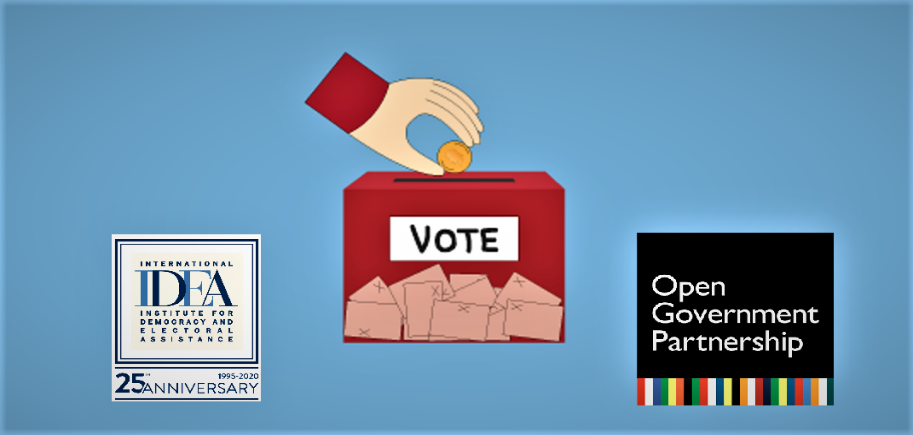 VOTE
INTERNATIONAL
IDEA
INSTITUTE FOR
DEMOCRACY AND
ELECTORAL
ASSISTANCE
1995-2020
25TH ANNIVERSARY
Open
Government
Partnership